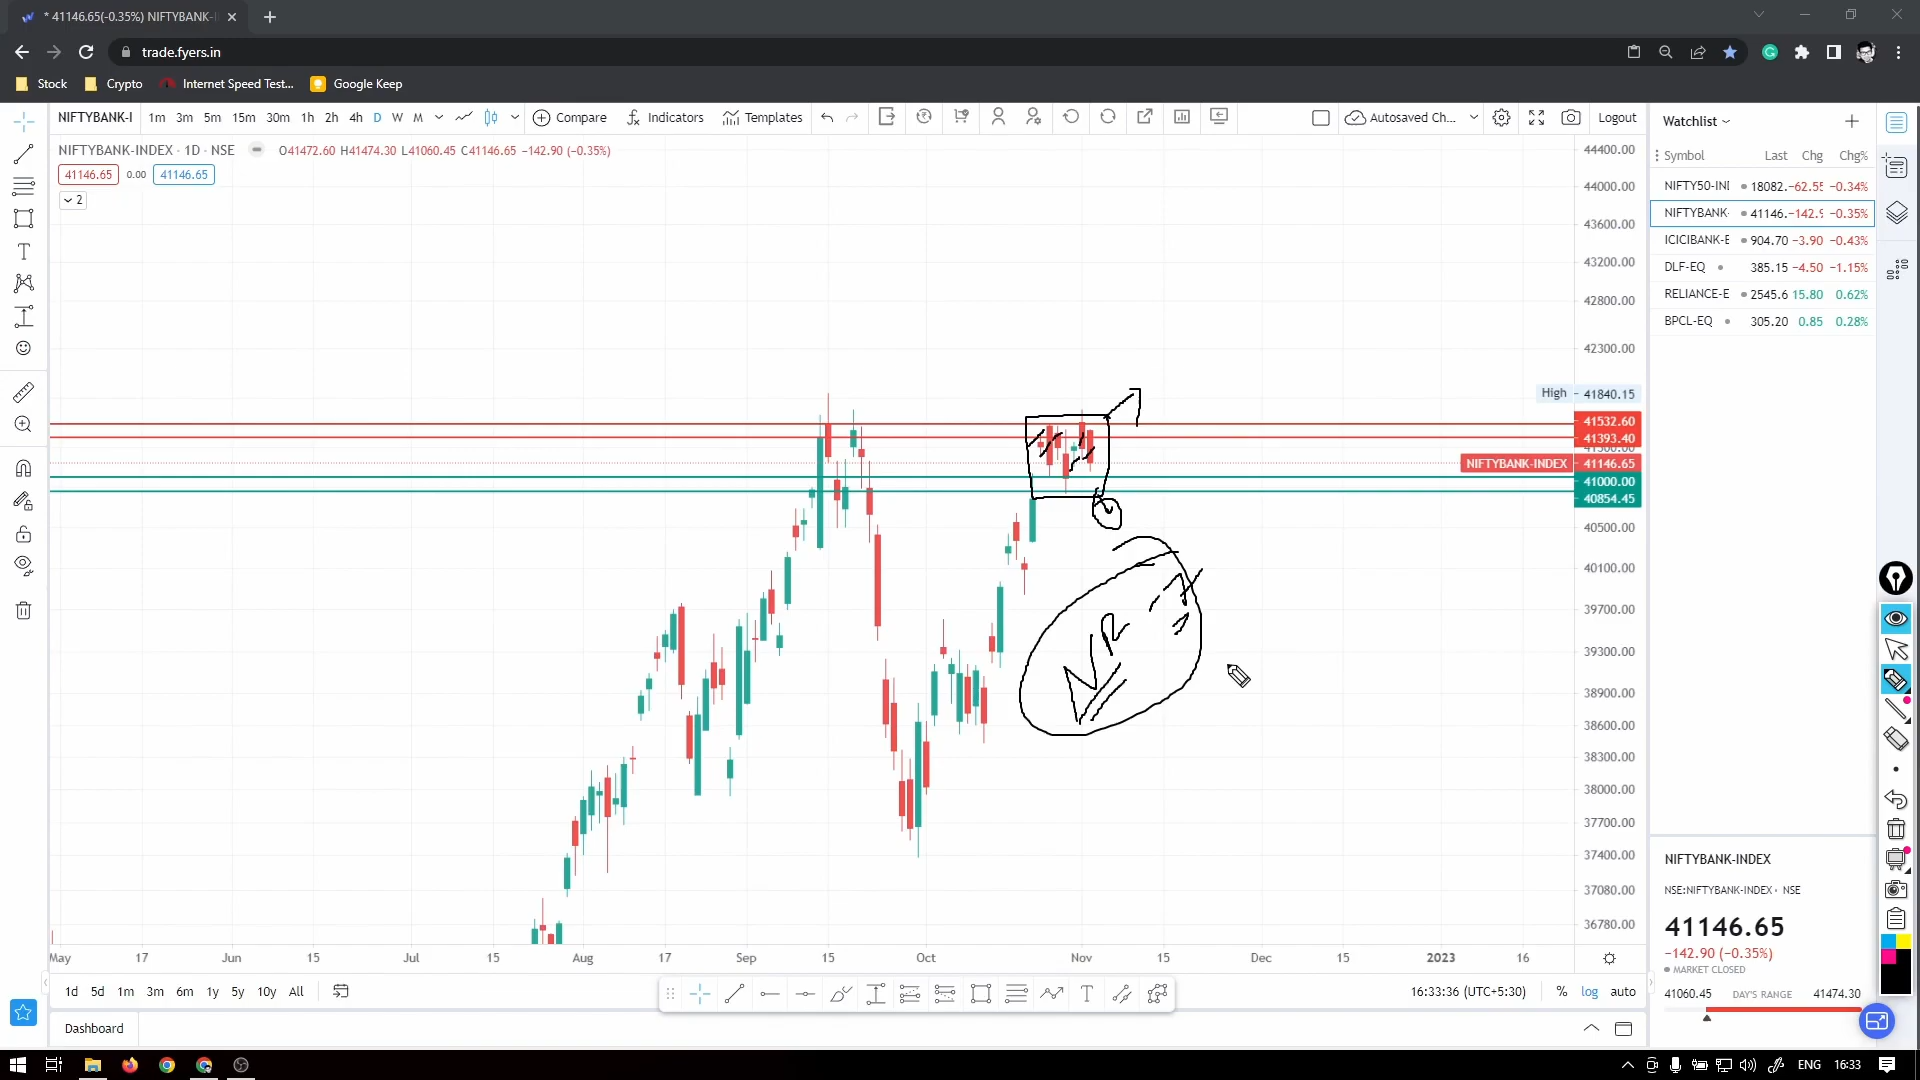 * 41146.65(-0.35%) NIFTYBANK-I
trade.fyers.in
Stock Crypto Internet Speed Test... Google Keep
NIFTYBANK-I 1m 3m 5m 15m 30m 1h 2h 4h D W M Compare Indicators Templates Autosaved Ch... Logout
NIFTYBANK-INDEX · 1D · NSE O41472.60 H41474.30 L41060.45 C41146.65 −142.90 (−0.35%)
41146.65 0.00 41146.65
2
44400.00
44000.00
43600.00
43200.00
42800.00
42300.00
High 41840.15
41532.60
41393.40
NIFTYBANK-INDEX 41146.65
41000.00
40854.45
40500.00
40100.00
39700.00
39300.00
38900.00
38600.00
38300.00
38000.00
37700.00
37400.00
37080.00
36780.00
May 17 Jun 15 Jul 15 Aug 17 Sep 15 Oct Nov 15 Dec 15 2023 16
1d 5d 1m 3m 6m 1y 5y 10y All
16:33:36 (UTC+5:30) % log auto
Dashboard
Watchlist
Symbol Last Chg Chg%
NIFTY50-INI 18082. −62.55 −0.34%
NIFTYBANK- 41146. −142.9 −0.35%
ICICIBANK-E 904.70 −3.90 −0.43%
DLF-EQ 385.15 −4.50 −1.15%
RELIANCE-E 2545.6 15.80 0.62%
BPCL-EQ 305.20 0.85 0.28%
NIFTYBANK-INDEX
NSE:NIFTYBANK-INDEX · NSE
41146.65
−142.90 (−0.35%)
MARKET CLOSED
41060.45 DAY'S RANGE 41474.30
ENG 16:33